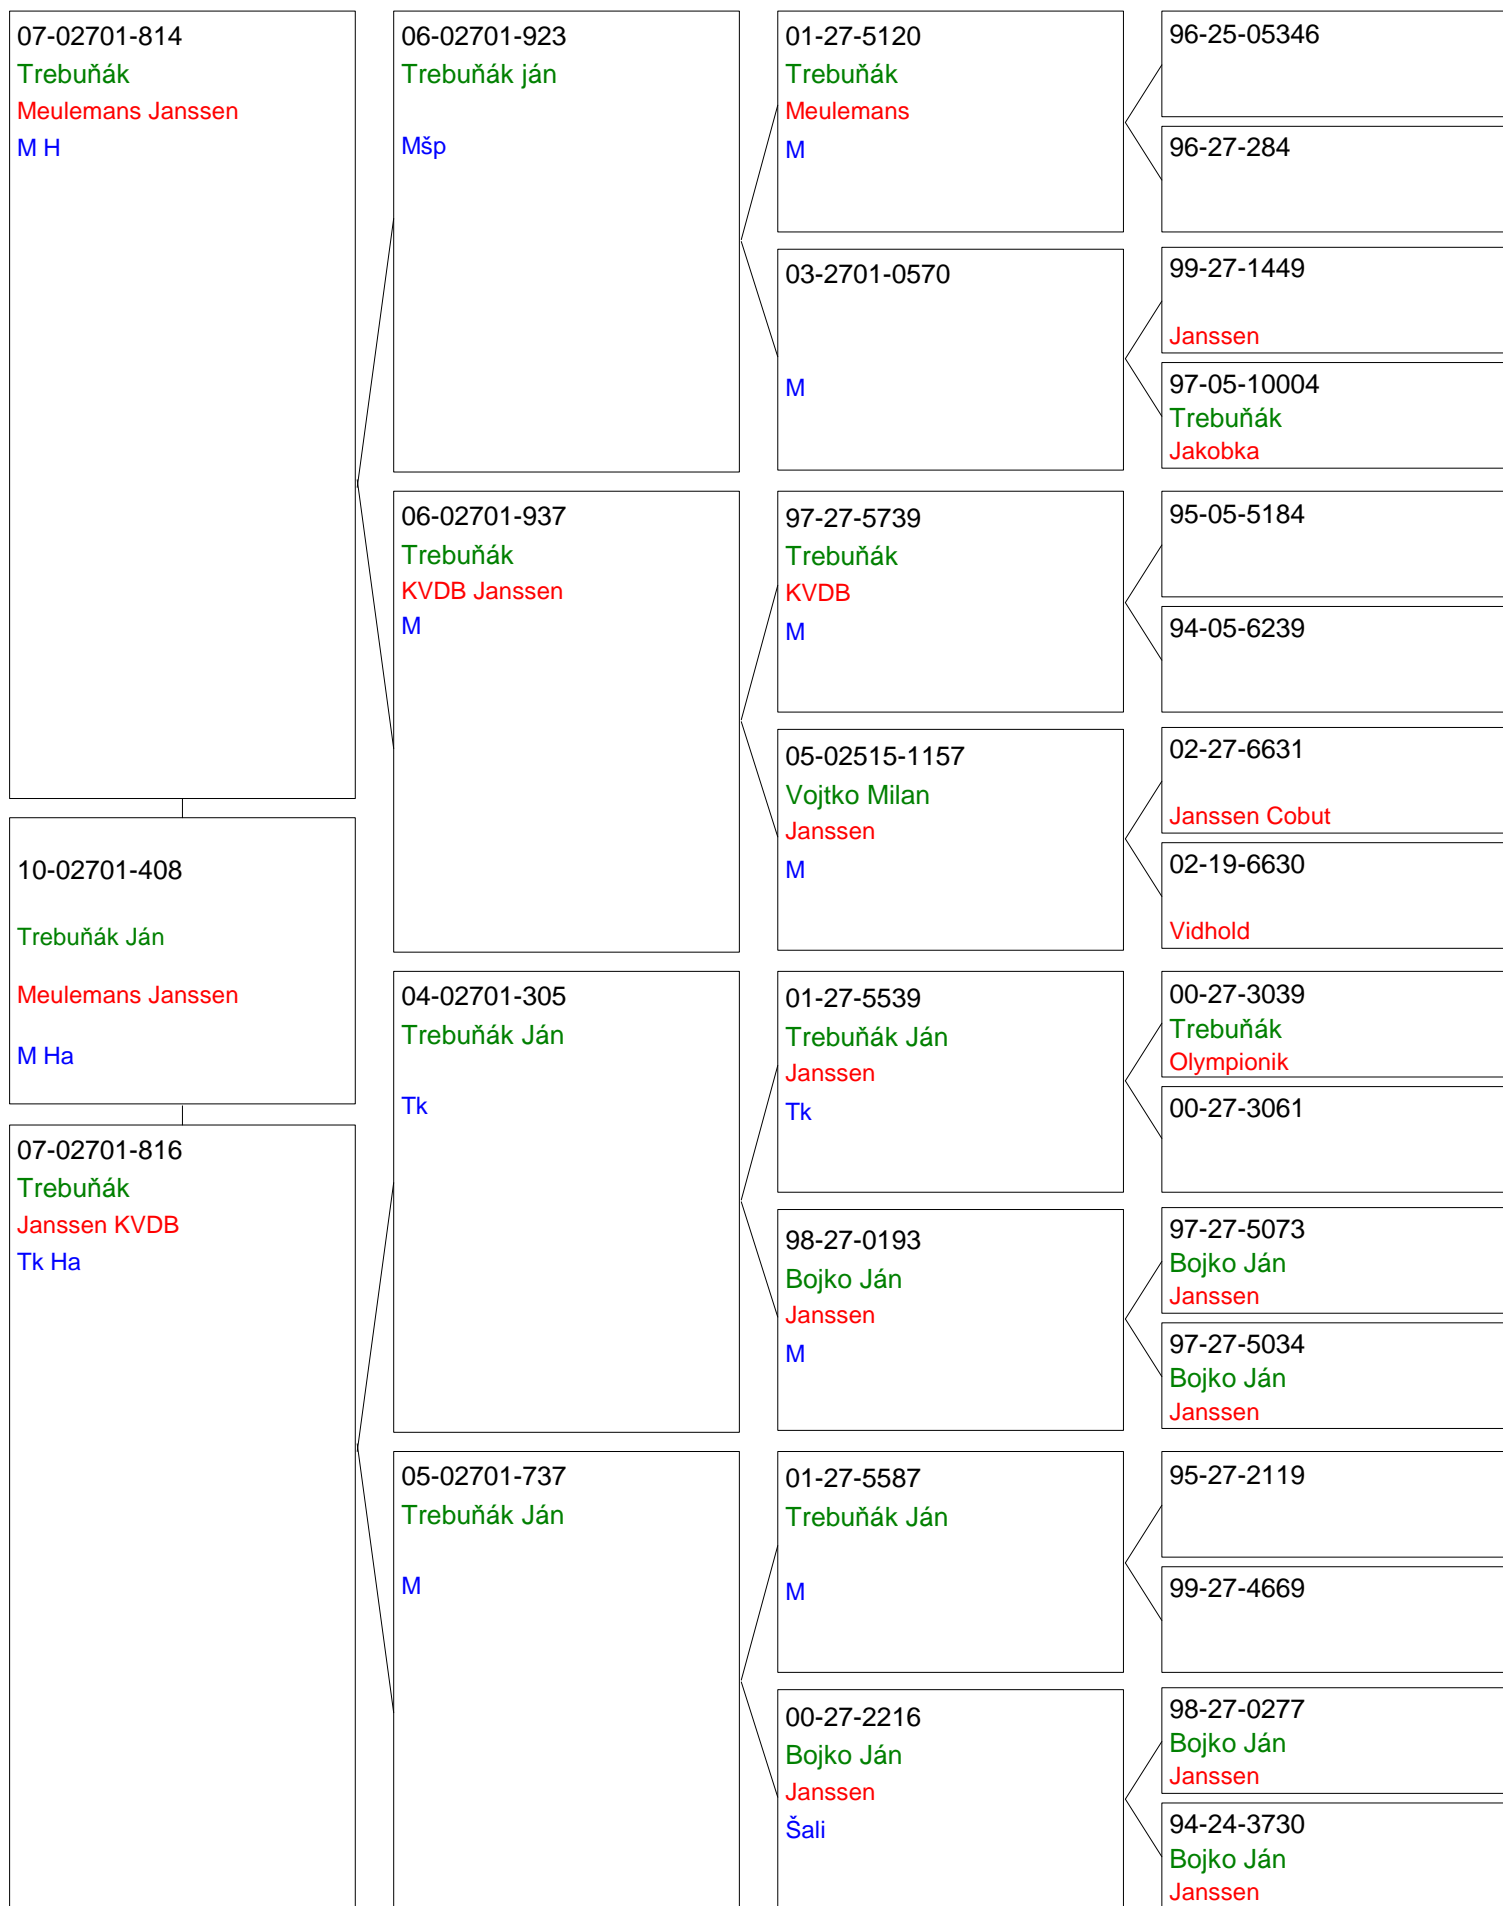 07-02701-814
Trebuňák
Meulemans Janssen
M H
10-02701-408
Trebuňák Ján
Meulemans Janssen
M Ha
07-02701-816
Trebuňák
Janssen KVDB
Tk Ha
06-02701-923
Trebuňák ján
Mšp
06-02701-937
Trebuňák
KVDB Janssen
M
04-02701-305
Trebuňák Ján
Tk
05-02701-737
Trebuňák Ján
M
01-27-5120
Trebuňák
Meulemans
M
03-2701-0570
M
97-27-5739
Trebuňák
KVDB
M
05-02515-1157
Vojtko Milan
Janssen
M
01-27-5539
Trebuňák Ján
Janssen
Tk
98-27-0193
Bojko Ján
Janssen
M
01-27-5587
Trebuňák Ján
M
00-27-2216
Bojko Ján
Janssen
Šali
96-25-05346
96-27-284
99-27-1449
Janssen
97-05-10004
Trebuňák
Jakobka
95-05-5184
94-05-6239
02-27-6631
Janssen Cobut
02-19-6630
Vidhold
00-27-3039
Trebuňák
Olympionik
00-27-3061
97-27-5073
Bojko Ján
Janssen
97-27-5034
Bojko Ján
Janssen
95-27-2119
99-27-4669
98-27-0277
Bojko Ján
Janssen
94-24-3730
Bojko Ján
Janssen